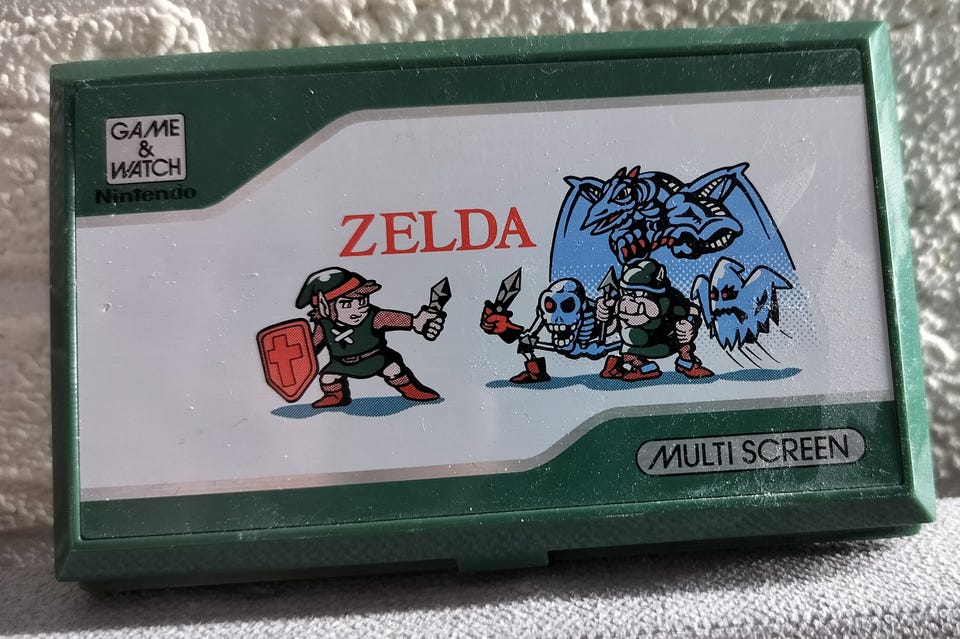 GAME
&
WATCH
Nintendo
ZELDA
MULTI SCREEN